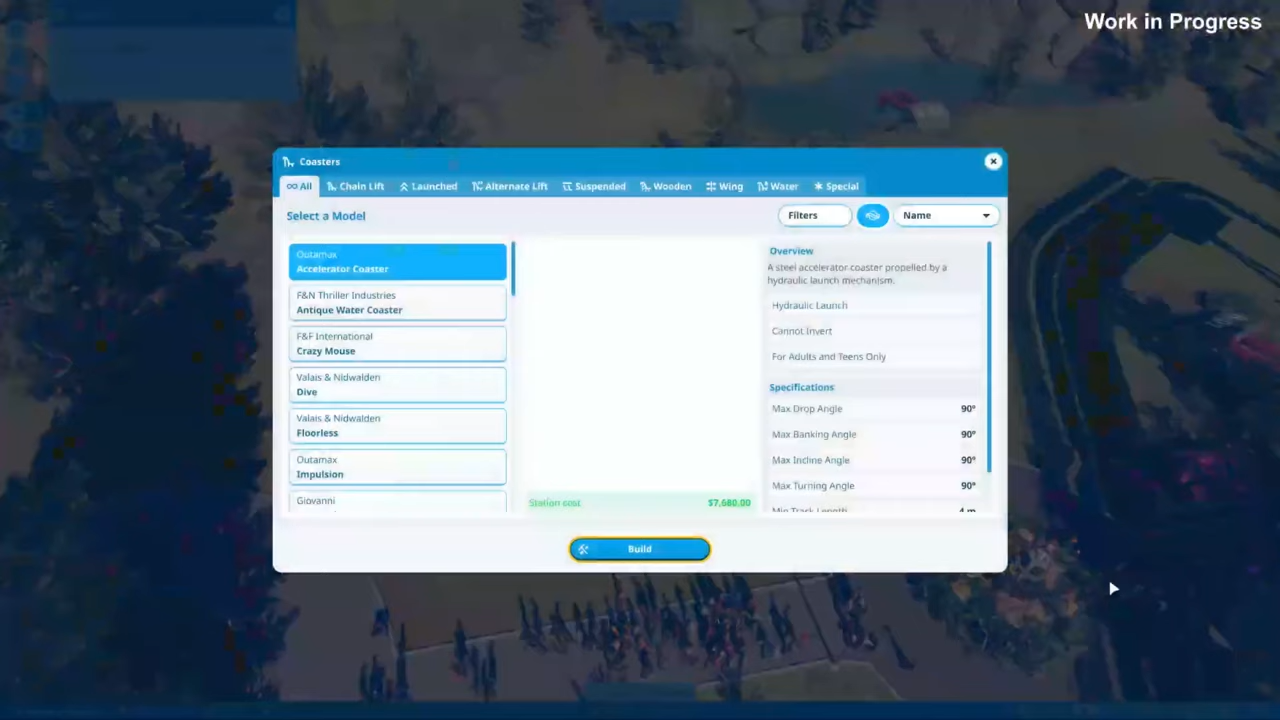 Work in Progress
Coasters
All
Chain Lift
Launched
Alternate Lift
Suspended
Wooden
Wing
Water
Special
Select a Model
Filters
Name
Outamax
Accelerator Coaster
F&N Thriller Industries
Antique Water Coaster
F&F International
Crazy Mouse
Valais & Nidwalden
Dive
Valais & Nidwalden
Floorless
Outamax
Impulsion
Giovanni
Station cost
$7,680.00
Overview
A steel accelerator coaster propelled by a
hydraulic launch mechanism.
Hydraulic Launch
Cannot Invert
For Adults and Teens Only
Specifications
Max Drop Angle 90°
Max Banking Angle 90°
Max Incline Angle 90°
Max Turning Angle 90°
Min Track Length 4 m
Build